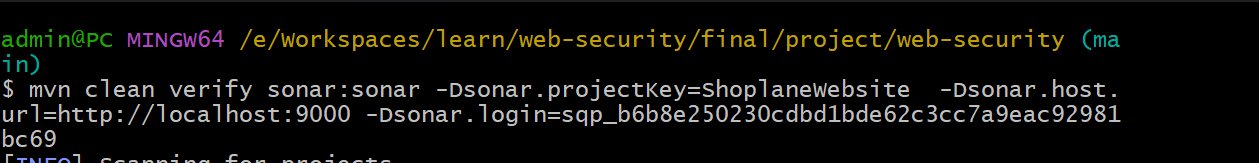 admin@PC MINGW64 /e/Workspaces/learn/web-security/final/project/web-security (ma
in)
$ mvn clean verify sonar:sonar -Dsonar.projectKey=ShoplaneWebsite  -Dsonar.host.
url=http://localhost:9000 -Dsonar.login=sqp_b6b8e250230cdbd1bde62c3cc7a9eac92981
bc69
[INFO] Scanning for projects